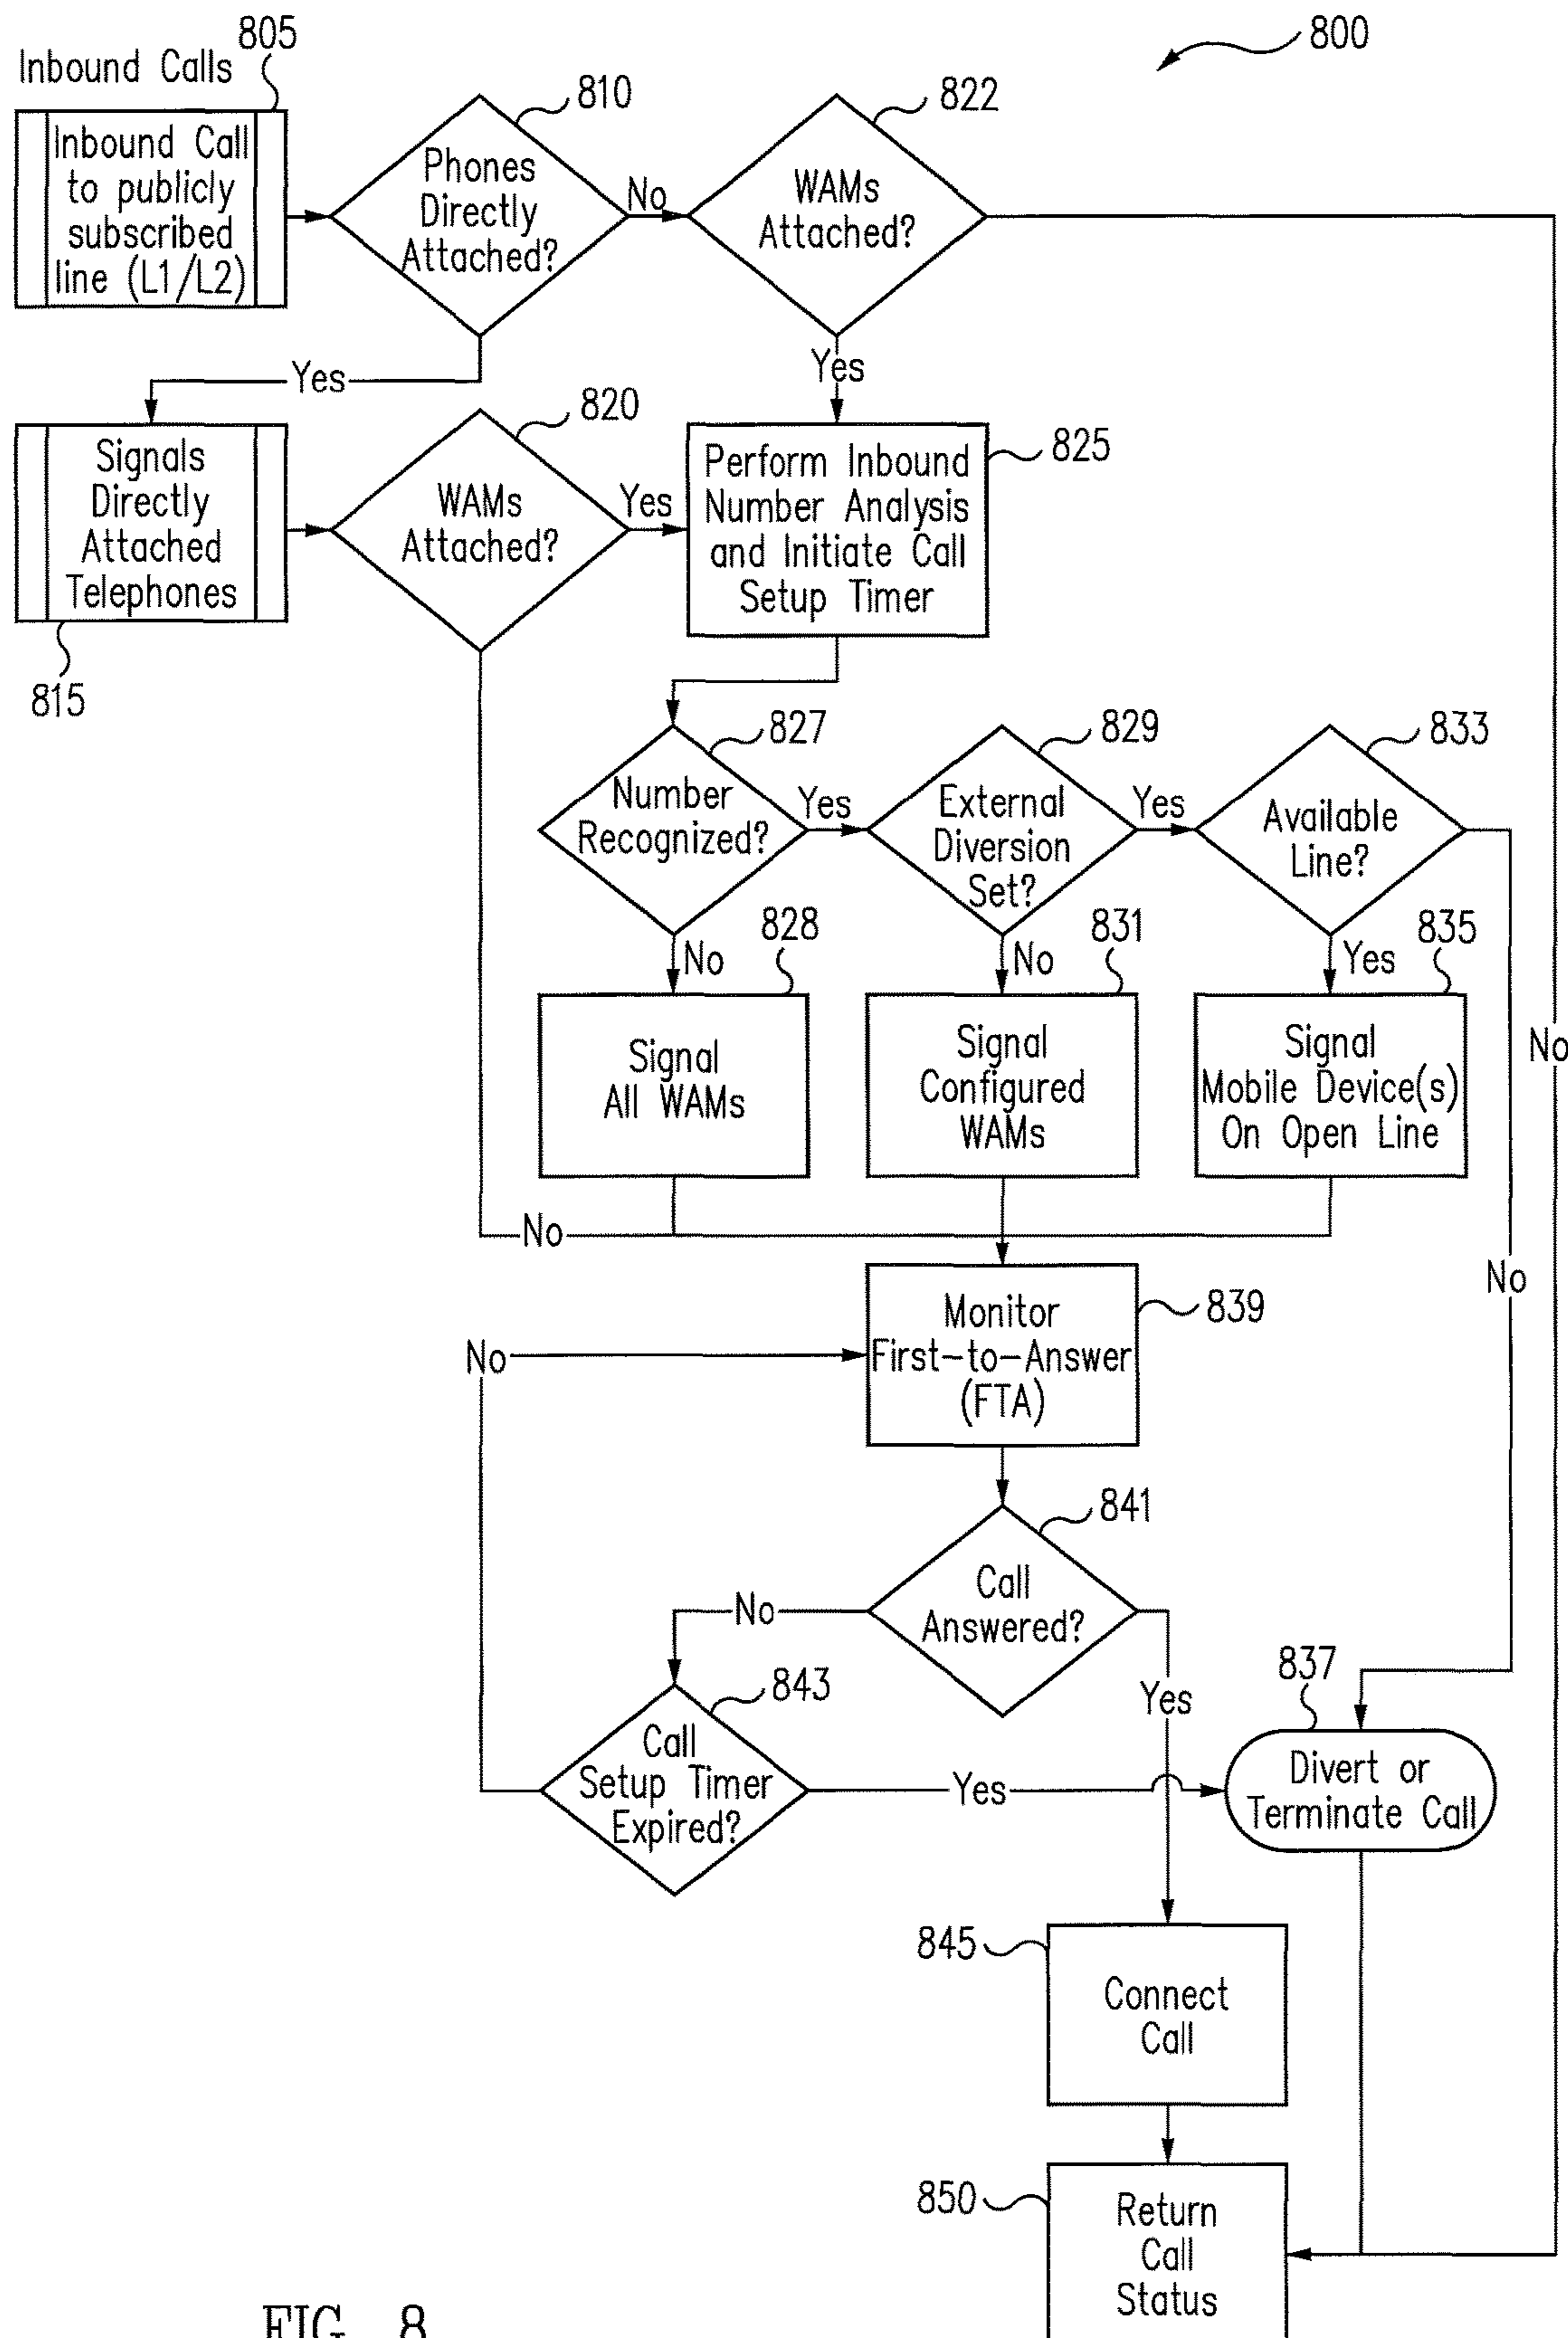 800
Inbound Calls
805
Inbound Call
to publicly
subscribed
line (L1/L2)
810
Phones
Directly
Attached?
No
822
WAMs
Attached?
Yes
Yes
Signals
Directly
Attached
Telephones
815
820
WAMs
Attached?
Yes
825
Perform Inbound
Number Analysis
and Initiate Call
Setup Timer
827
Number
Recognized?
Yes
829
External
Diversion
Set?
Yes
833
Available
Line?
No
828
No
831
Yes
835
Signal
All WAMs
Signal
Configured
WAMs
Signal
Mobile Device(s)
On Open Line
No
No
No
Monitor
First-to-Answer
(FTA)
839
No
841
Call
Answered?
No
Yes
843
Call
Setup Timer
Expired?
Yes
837
Divert or
Terminate Call
845
Connect
Call
850
Return
Call
Status
FIG. 8